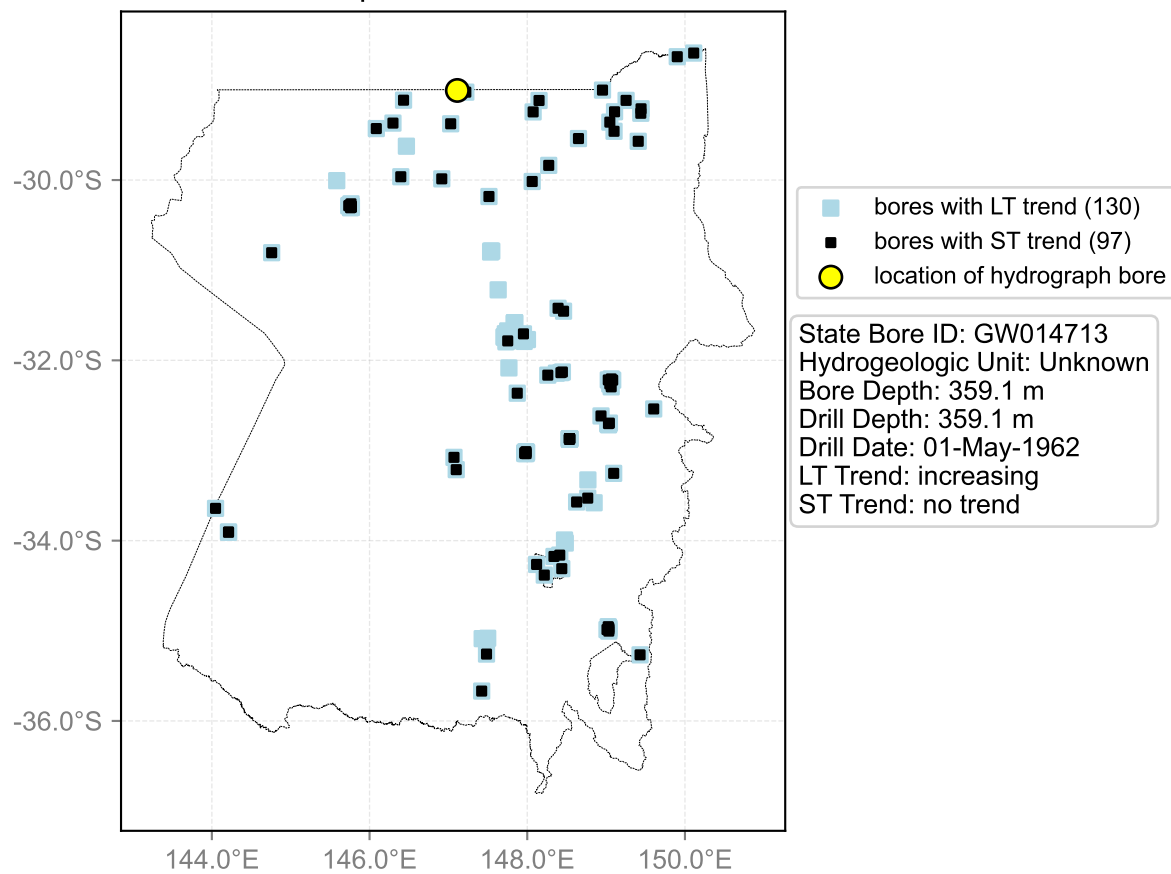 -30.0°S
-32.0°S
-34.0°S
-36.0°S
144.0°E
146.0°E
148.0°E
150.0°E
bores with LT trend (130)
bores with ST trend (97)
location of hydrograph bore
State Bore ID: GW014713
Hydrogeologic Unit: Unknown
Bore Depth: 359.1 m
Drill Depth: 359.1 m
Drill Date: 01-May-1962
LT Trend: increasing
ST Trend: no trend